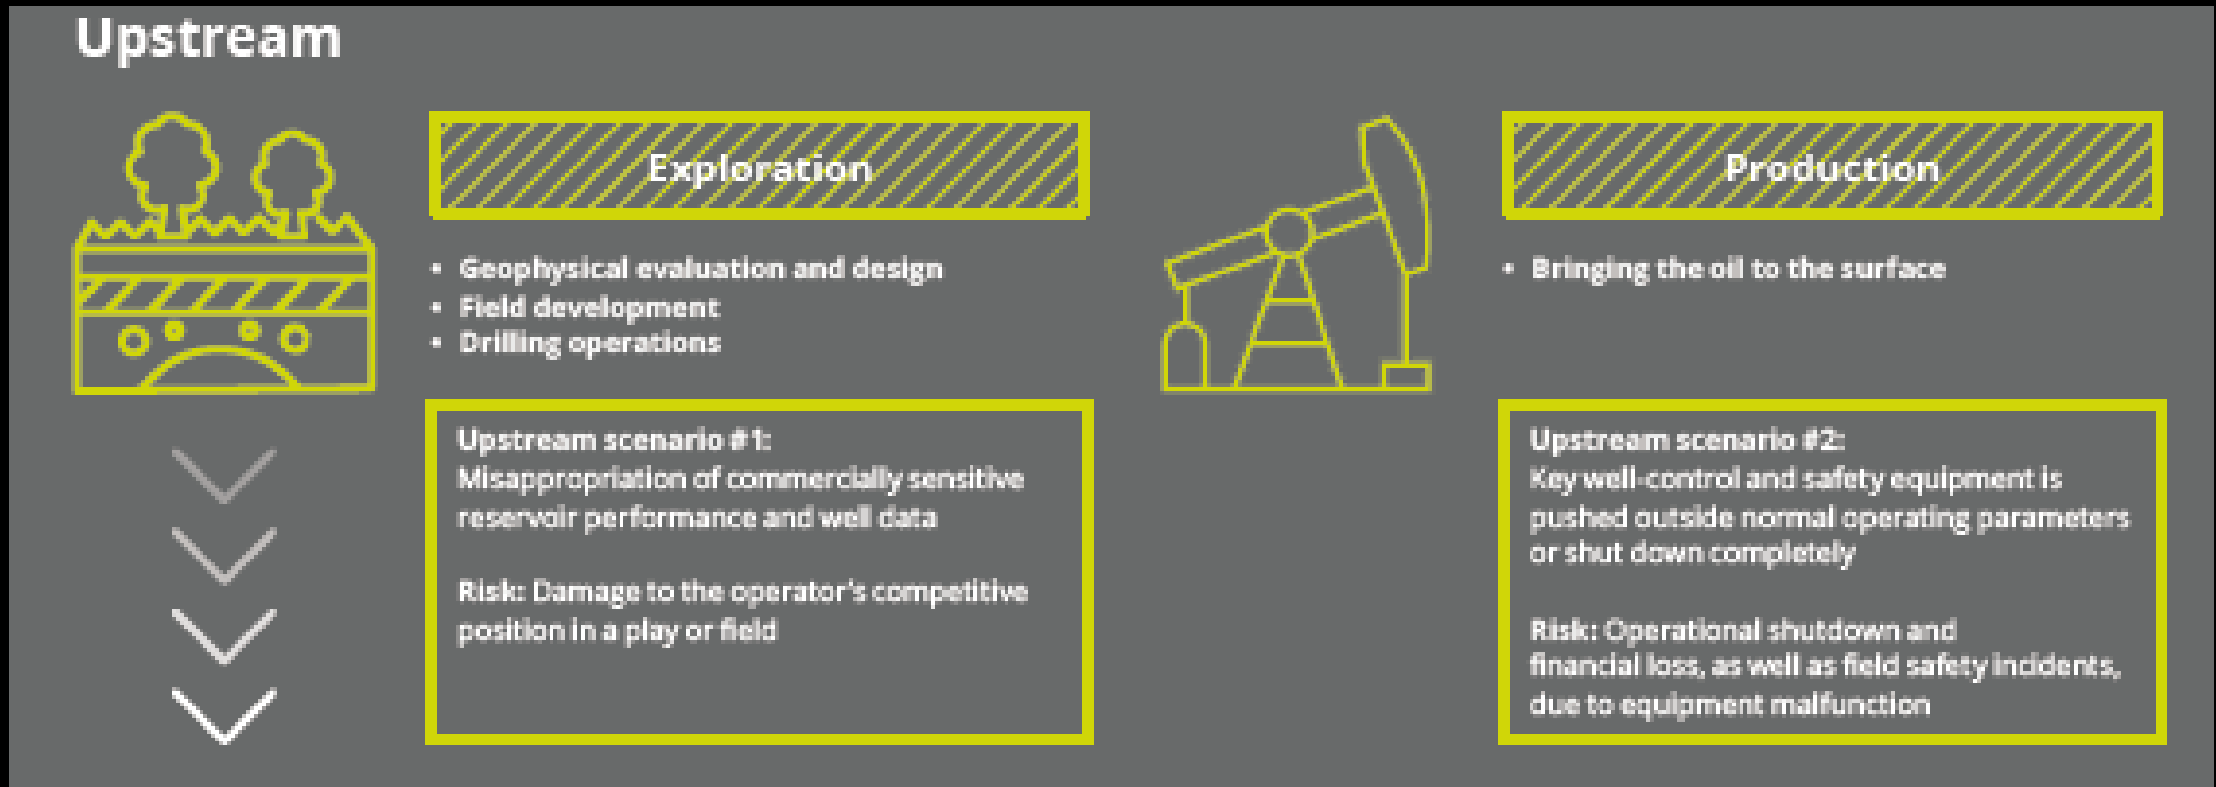 Upstream
Exploration
• Geophysical evaluation and design
• Field development
• Drilling operations
Upstream scenario #1:
Misappropriation of commercially sensitive
reservoir performance and well data
Risk: Damage to the operator's competitive
position in a play or field
Production
• Bringing the oil to the surface
Upstream scenario #2:
Key well-control and safety equipment is
pushed outside normal operating parameters
or shut down completely
Risk: Operational shutdown and
financial loss, as well as field safety incidents,
due to equipment malfunction